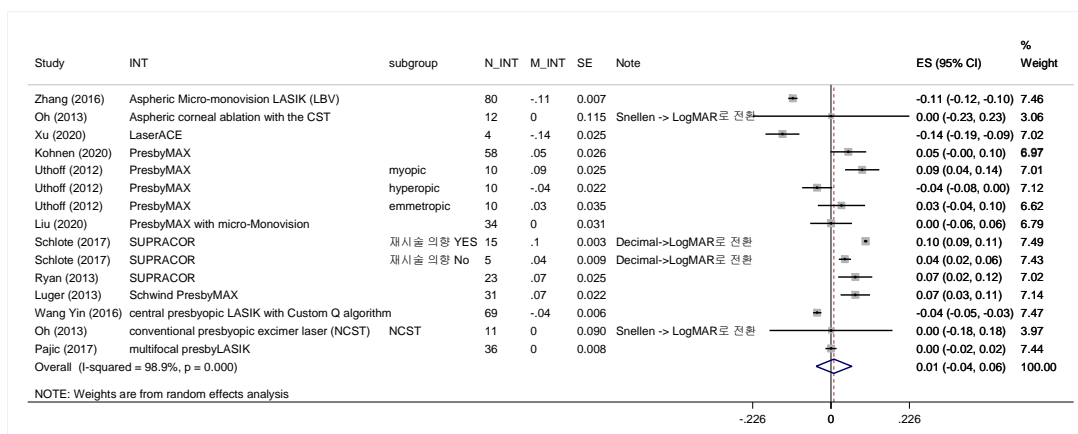 %
Study INT subgroup N_INT M_INT SE Note ES (95% CI) Weight
Zhang (2016) Aspheric Micro-monovision LASIK (LBV) 80 -.11 0.007 -0.11 (-0.12, -0.10) 7.46
Oh (2013) Aspheric corneal ablation with the CST 12 0 0.115 Snellen -> LogMAR로 전환 0.00 (-0.23, 0.23) 3.06
Xu (2020) LaserACE 4 -.14 0.025 -0.14 (-0.19, -0.09) 7.02
Kohnen (2020) PresbyMAX 58 .05 0.026 0.05 (-0.00, 0.10) 6.97
Uthoff (2012) PresbyMAX myopic 10 .09 0.025 0.09 (0.04, 0.14) 7.01
Uthoff (2012) PresbyMAX hyperopic 10 -.04 0.022 -0.04 (-0.08, 0.00) 7.12
Uthoff (2012) PresbyMAX emmetropic 10 .03 0.035 0.03 (-0.04, 0.10) 6.62
Liu (2020) PresbyMAX with micro-Monovision 34 0 0.031 0.00 (-0.06, 0.06) 6.79
Schlote (2017) SUPRACOR 재시술 의향 YES 15 .1 0.003 Decimal->LogMAR로 전환 0.10 (0.09, 0.11) 7.49
Schlote (2017) SUPRACOR 재시술 의향 No 5 .04 0.009 Decimal->LogMAR로 전환 0.04 (0.02, 0.06) 7.43
Ryan (2013) SUPRACOR 23 .07 0.025 0.07 (0.02, 0.12) 7.02
Luger (2013) Schwind PresbyMAX 31 .07 0.022 0.07 (0.03, 0.11) 7.14
Wang Yin (2016) central presbyopic LASIK with Custom Q algorithm 69 -.04 0.006 -0.04 (-0.05, -0.03) 7.47
Oh (2013) conventional presbyopic excimer laser (NCST) NCST 11 0 0.090 Snellen -> LogMAR로 전환 0.00 (-0.18, 0.18) 3.97
Pajic (2017) multifocal presbyLASIK 36 0 0.008 0.00 (-0.02, 0.02) 7.44
Overall (I-squared = 98.9%, p = 0.000) 0.01 (-0.04, 0.06) 100.00
NOTE: Weights are from random effects analysis
-.226 0 .226